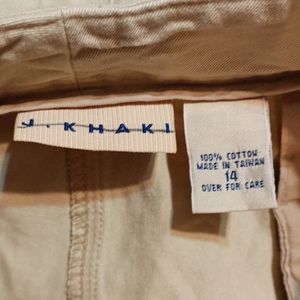 J. KHAKI
100% COTTON
MADE IN TAIWAN
14
OVER FOR CARE